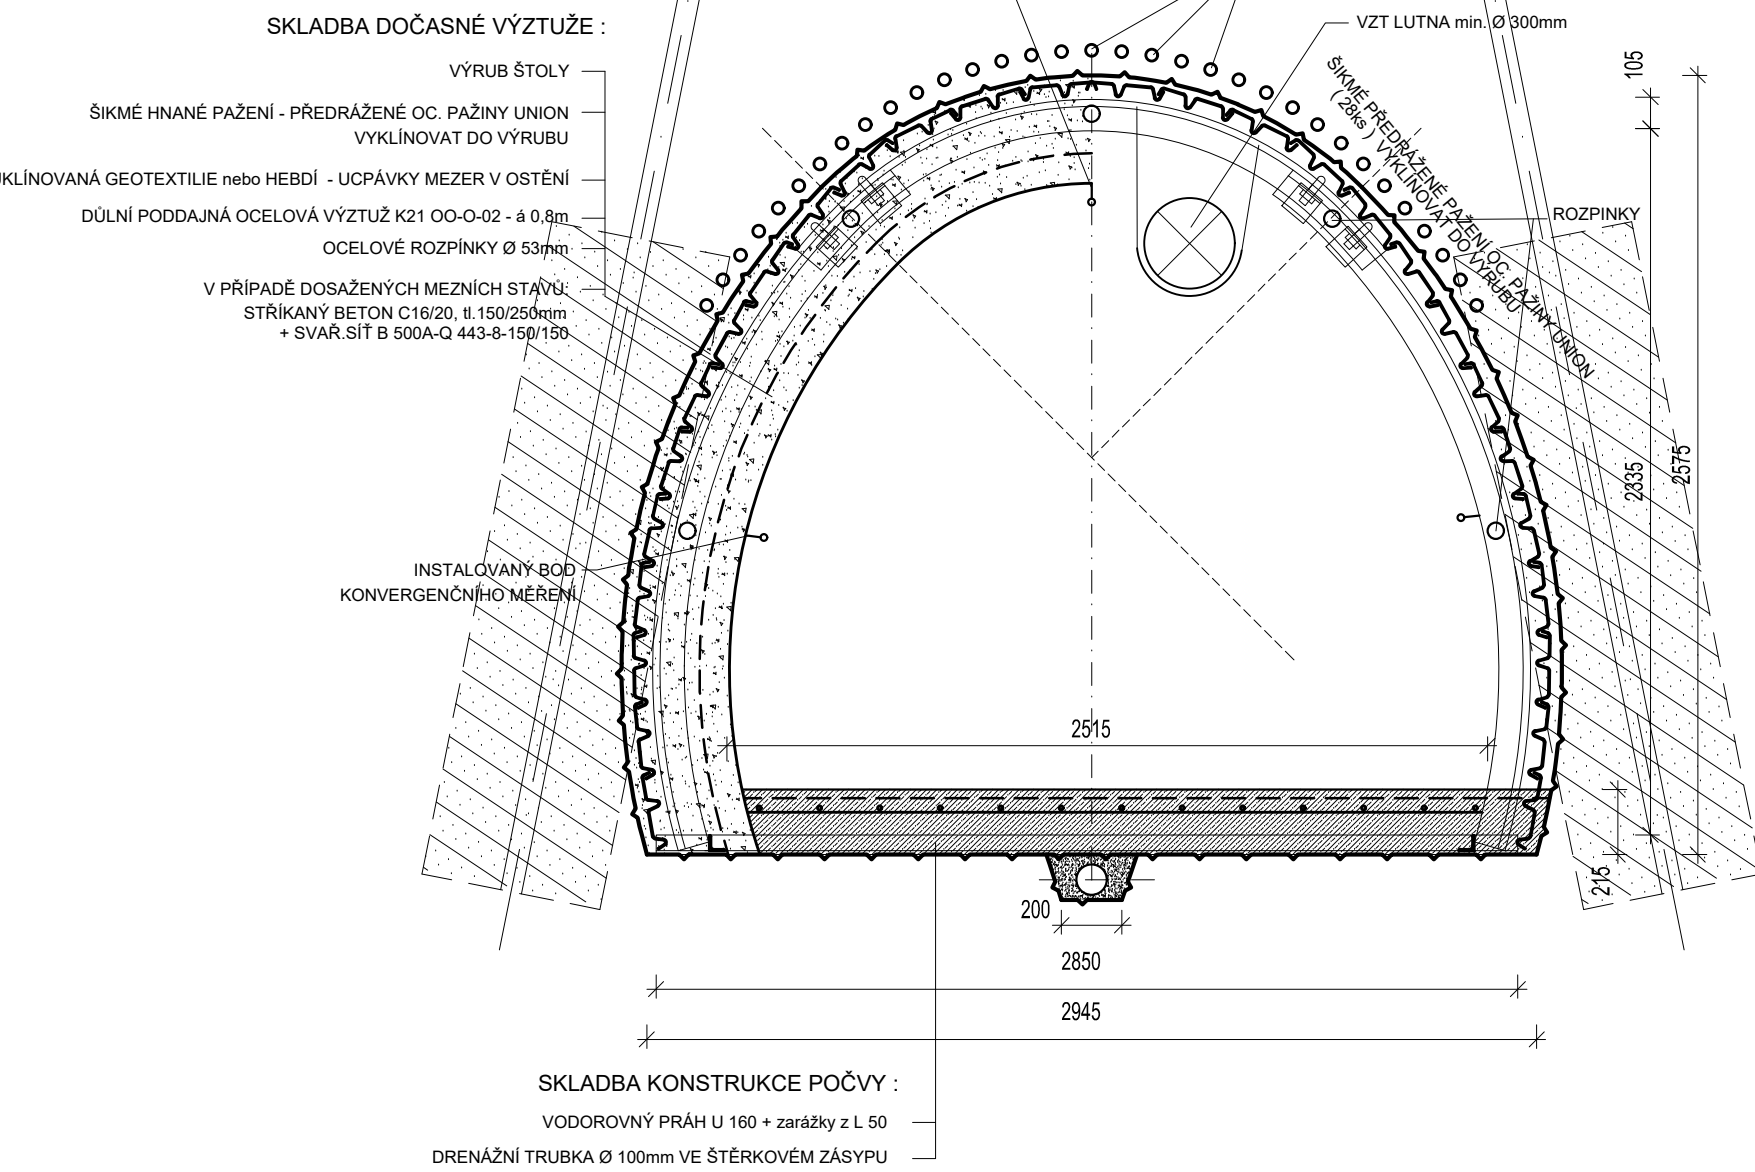 SKLADBA DOČASNÉ VÝZTUŽE :
VÝRUB ŠTOLY
ŠIKMÉ HNANÉ PAŽENÍ - PŘEDRÁŽENÉ OC. PAŽINY UNION
VYKLÍNOVAT DO VÝRUBU
GEOTEXTILIE nebo HEBDÍ - UCPÁVKY MEZER V OSTĚNÍ
DŮLNÍ PODDAJNÁ OCELOVÁ VÝZTUŽ K21 OO-O-02 - á 0,8m
OCELOVÉ ROZPÍNKY Ø 53mm
V PŘÍPADĚ DOSAŽENÝCH MEZNÍCH STAVŮ:
STŘÍKANÝ BETON C16/20, tl.150/250mm
+ SVAŘ.SÍŤ B 500A-Q 443-8-150/150
INSTALOVANÝ BOD
KONVERGENČNÍHO MĚŘENÍ
VZT LUTNA min. Ø 300mm
ŠIKMÉ PŘEDRÁŽENÉ PAŽENÍ OC. PAŽINY UNION
( 28ks ) VYKLÍNOVAT DO VÝRUBU
ROZPINKY
105
2335
2575
2515
215
200
2850
2945
SKLADBA KONSTRUKCE POČVY :
VODOROVNÝ PRÁH U 160 + zarážky z L 50
DRENÁŽNÍ TRUBKA Ø 100mm VE ŠTĚRKOVÉM ZÁSYPU